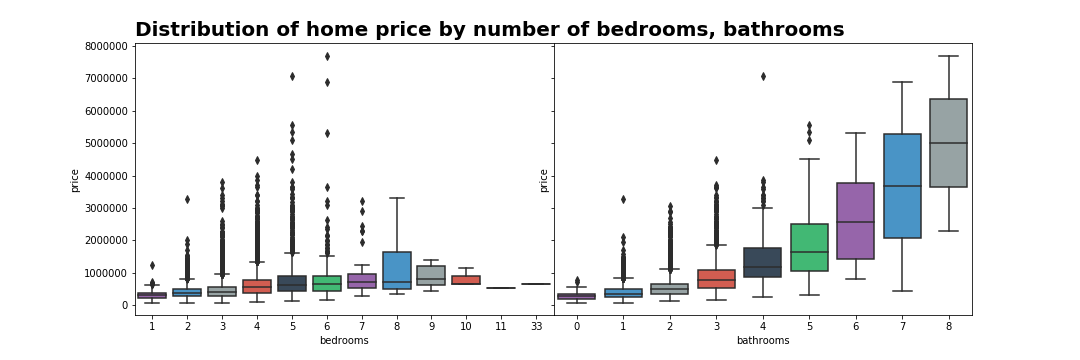 Distribution of home price by number of bedrooms, bathrooms
8000000
7000000
6000000
5000000
4000000
3000000
2000000
1000000
0
price
1 2 3 4 5 6 7 8 9 10 11 33
bedrooms
price
0 1 2 3 4 5 6 7 8
bathrooms